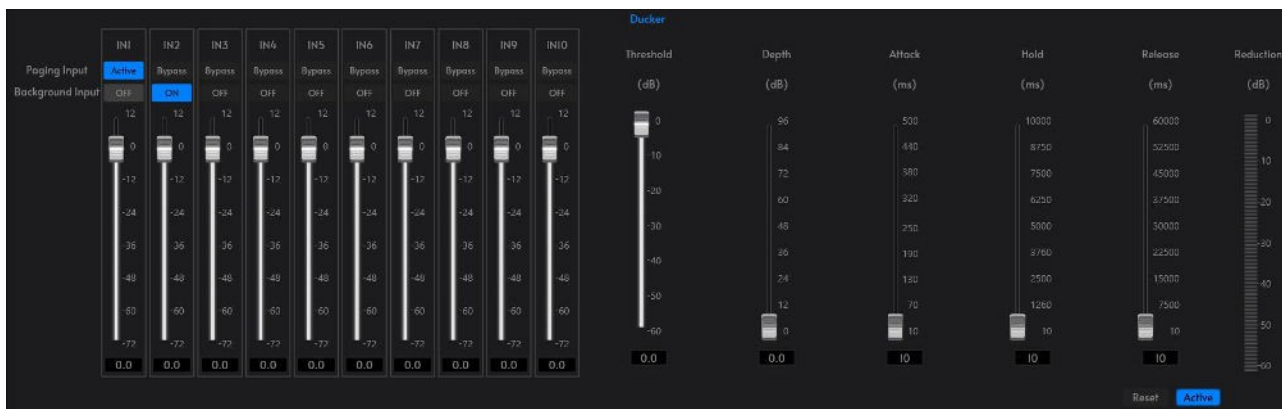 Ducker
IN1 IN2 IN3 IN4 IN5 IN6 IN7 IN8 IN9 IN10
Threshold Depth Attack Hold Release Reduction
Paging Input Active Bypass Bypass Bypass Bypass Bypass Bypass Bypass Bypass Bypass
(dB) (dB) (ms) (ms) (ms) (dB)
Background Input OFF ON OFF OFF OFF OFF OFF OFF OFF OFF
12 12 12 12 12 12 12 12 12 12
0 96 500 10000 60000 0
0 0 0 0 0 0 0 0 0 0
-10 84 440 8750 52500 10
-12 -12 -12 -12 -12 -12 -12 -12 -12 -12
-20 72 380 7500 45000 -20
-24 -24 -24 -24 -24 -24 -24 -24 -24 -24
60 320 6250 37500
-30 48 250 5000 30000 -30
-36 -36 -36 -36 -36 -36 -36 -36 -36 -36
-40 36 190 3760 22500 -40
-48 -48 -48 -48 -48 -48 -48 -48 -48 -48
24 130 2500 15000
-50 12 70 1260 7500 50
-60 -60 -60 -60 -60 -60 -60 -60 -60 -60
-60 0 10 10 10 -60
-72 -72 -72 -72 -72 -72 -72 -72 -72 -72
0.0 0.0 0.0 0.0 0.0 0.0 0.0 0.0 0.0 0.0
0.0 0.0 10 10 10
Reset Active